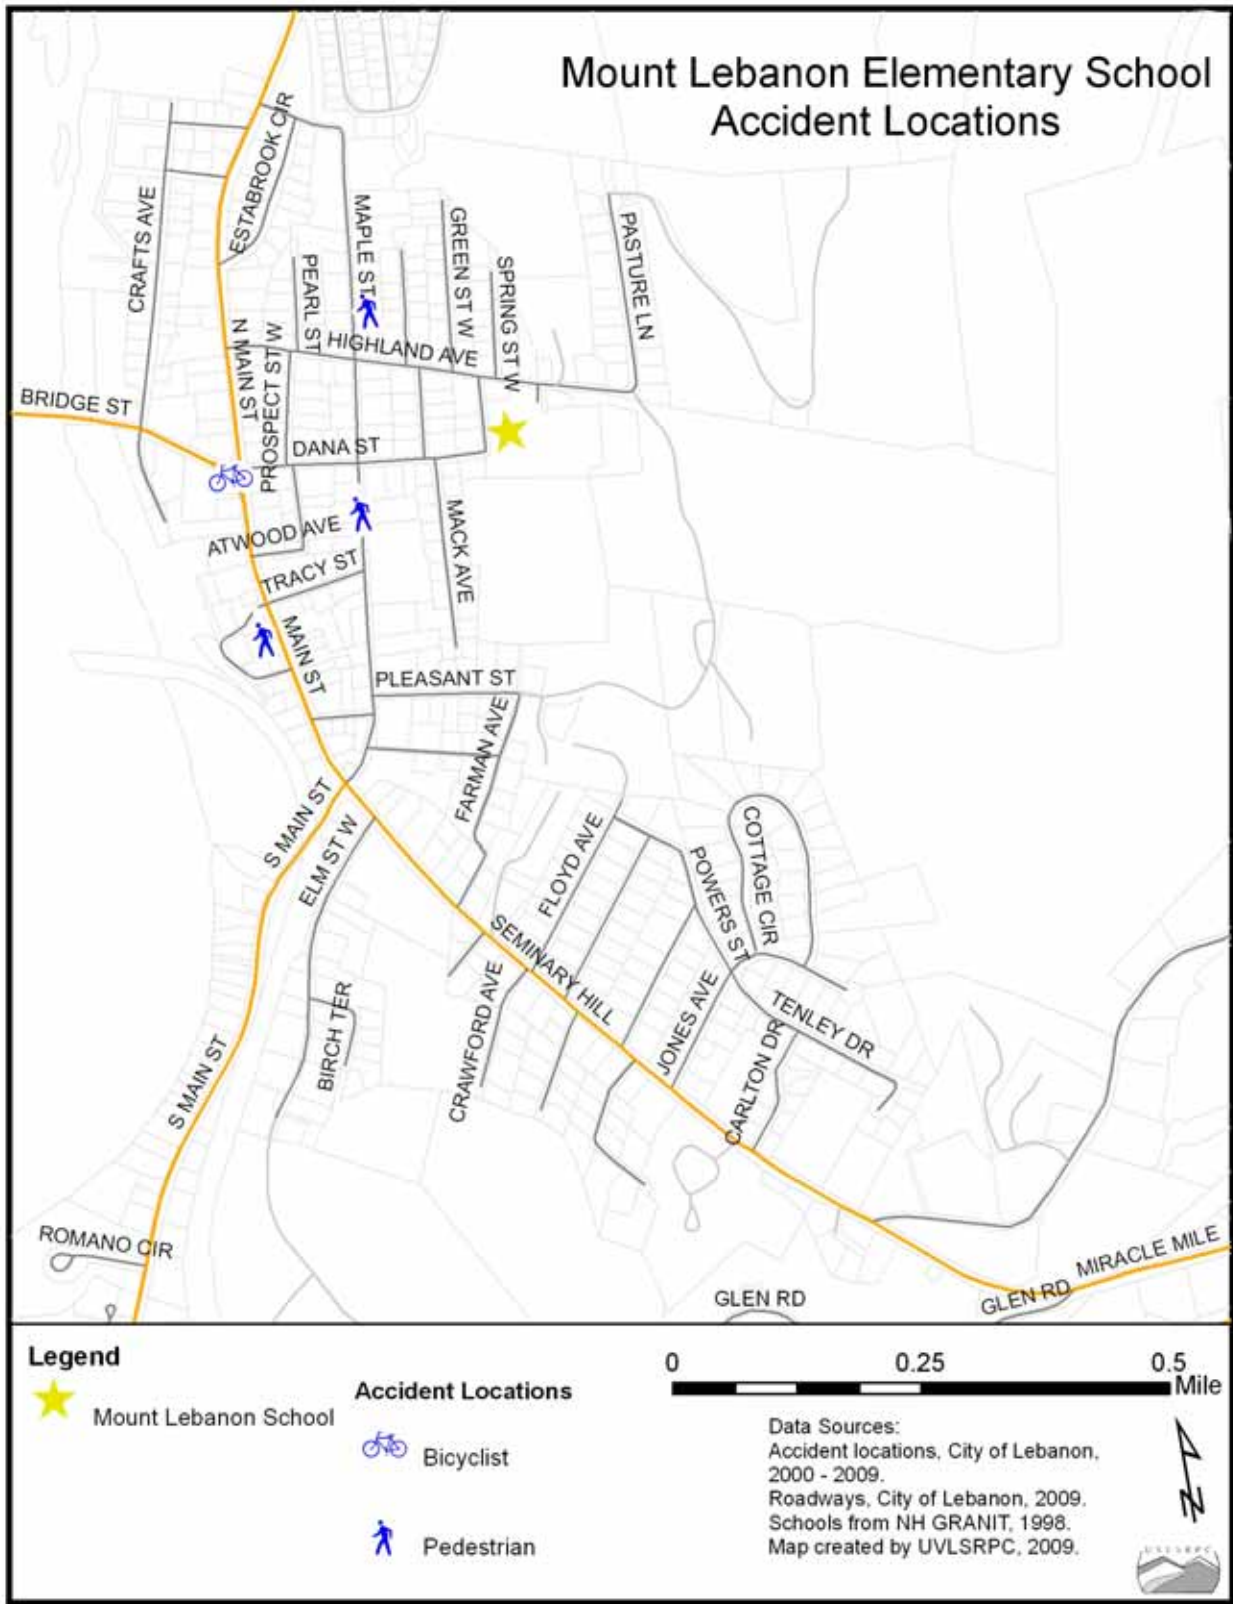 Mount Lebanon Elementary School
Accident Locations
ESTABROOK CIR
CRAFTS AVE
MAPLE ST
GREEN ST W
PASTURE LN
PEARL ST
SPRING ST W
N MAIN ST
PROSPECT ST W
HIGHLAND AVE
BRIDGE ST
DANA ST
ATWOOD AVE
MACK AVE
TRACY ST
MAIN ST
PLEASANT ST
FARMAN AVE
S MAIN ST
ELM ST W
FLOYD AVE
COTTAGE CIR
POWERS ST
SEMINARY HILL
CRAWFORD AVE
JONES AVE
TENLEY DR
BIRCH TER
CARLTON DR
S MAIN ST
ROMANO CIR
MIRACLE MILE
GLEN RD
GLEN RD
Legend
Mount Lebanon School
Accident Locations
Bicyclist
Pedestrian
0 0.25 0.5
Mile
Data Sources:
Accident locations, City of Lebanon,
2000 - 2009.
Roadways, City of Lebanon, 2009.
Schools from NH GRANIT, 1998.
Map created by UVLSRPC, 2009.
N